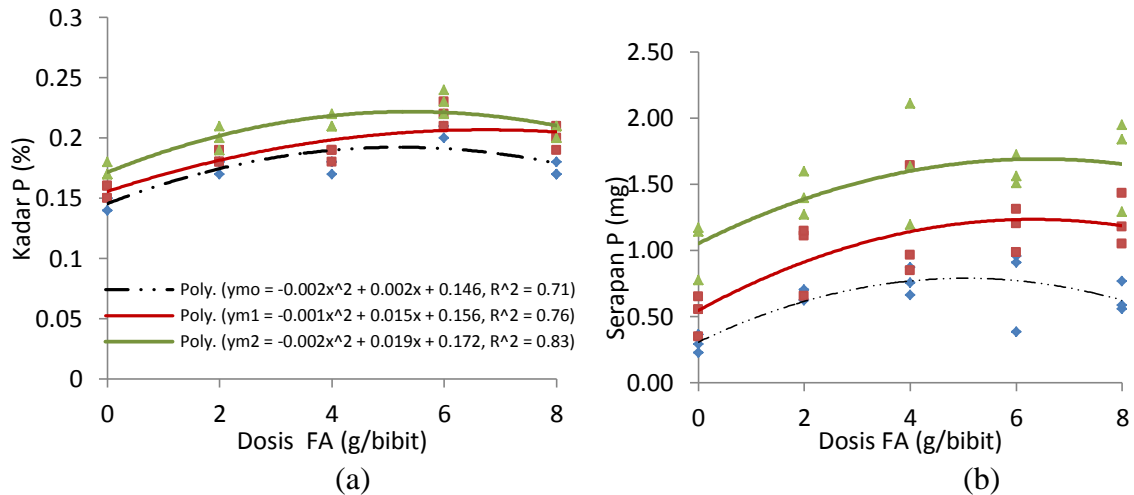 0.3
0.25
0.2
0.15
0.1
0.05
0
Kadar P (%)
Poly. (ymo = -0.002x^2 + 0.002x + 0.146, R^2 = 0.71)
Poly. (ym1 = -0.001x^2 + 0.015x + 0.156, R^2 = 0.76)
Poly. (ym2 = -0.002x^2 + 0.019x + 0.172, R^2 = 0.83)
0 2 4 6 8
Dosis FA (g/bibit)
(a)
2.50
2.00
1.50
1.00
0.50
0.00
Serapan P (mg)
0 2 4 6 8
Dosis FA (g/bibit)
(b)